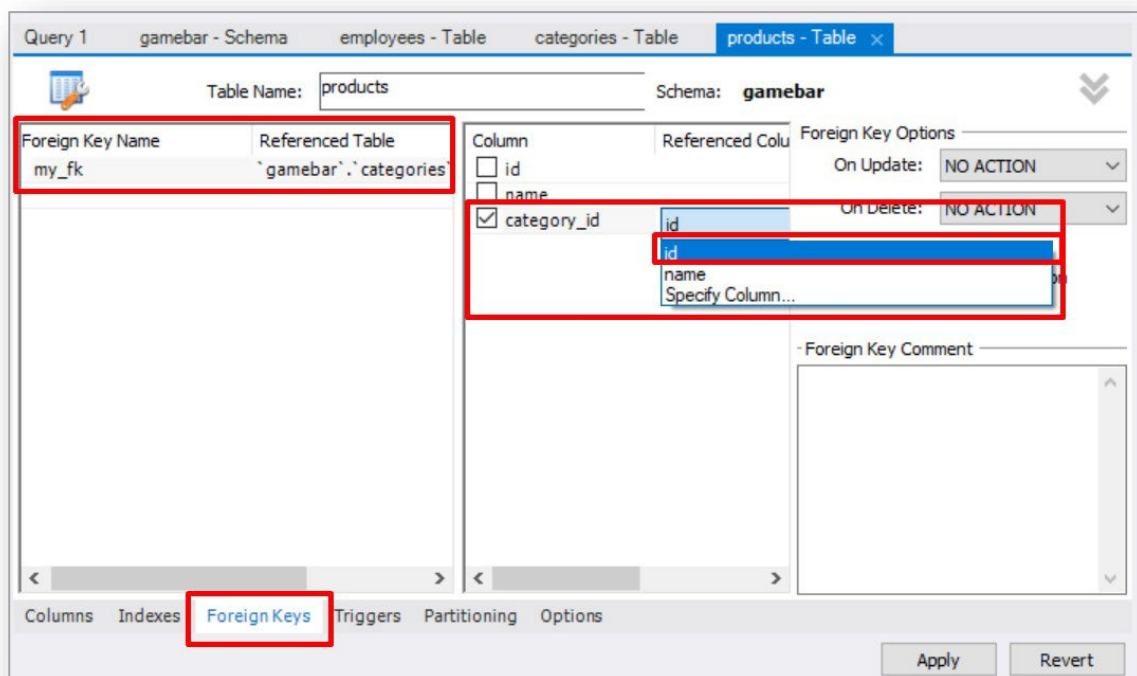 Query 1 gamebar - Schema employees - Table categories - Table products - Table ×
Table Name: products Schema: gamebar
Foreign Key Name Referenced Table
my_fk `gamebar`.`categories`
Column Referenced Colu
id
name
category_id id
id
name
Specify Column...
Foreign Key Options
On Update: NO ACTION
On Delete: NO ACTION
Foreign Key Comment
Columns Indexes Foreign Keys Triggers Partitioning Options
Apply Revert